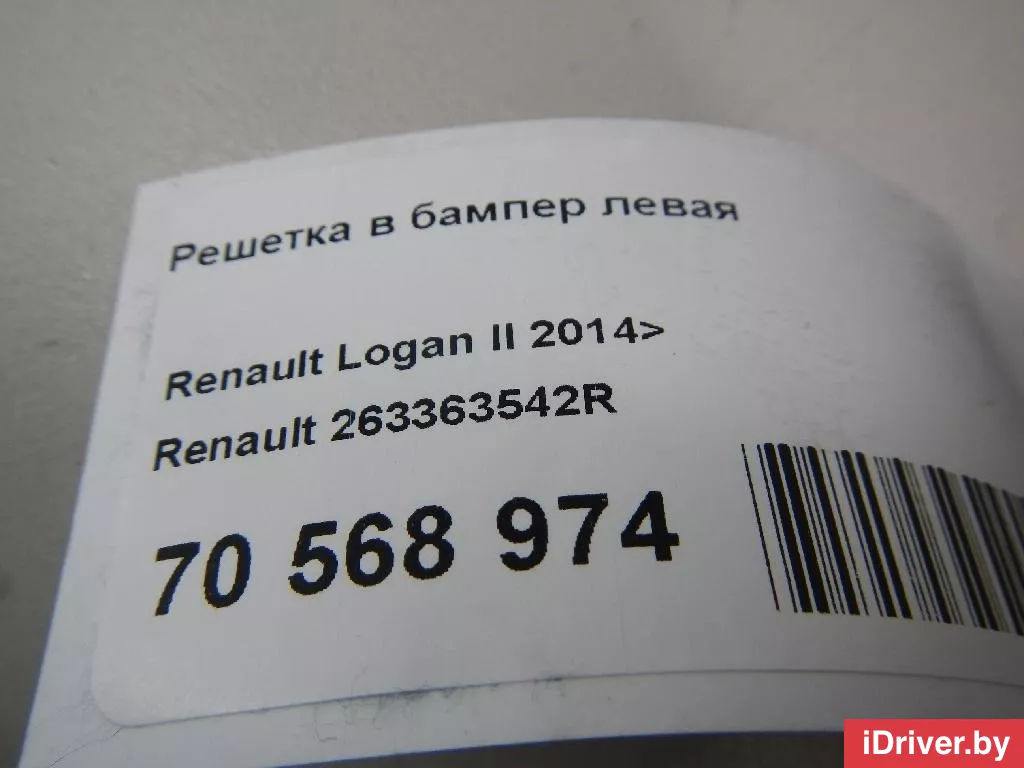 Решетка в бампер левая
Renault Logan II 2014>
Renault 263363542R
70 568 974
iDriver.by